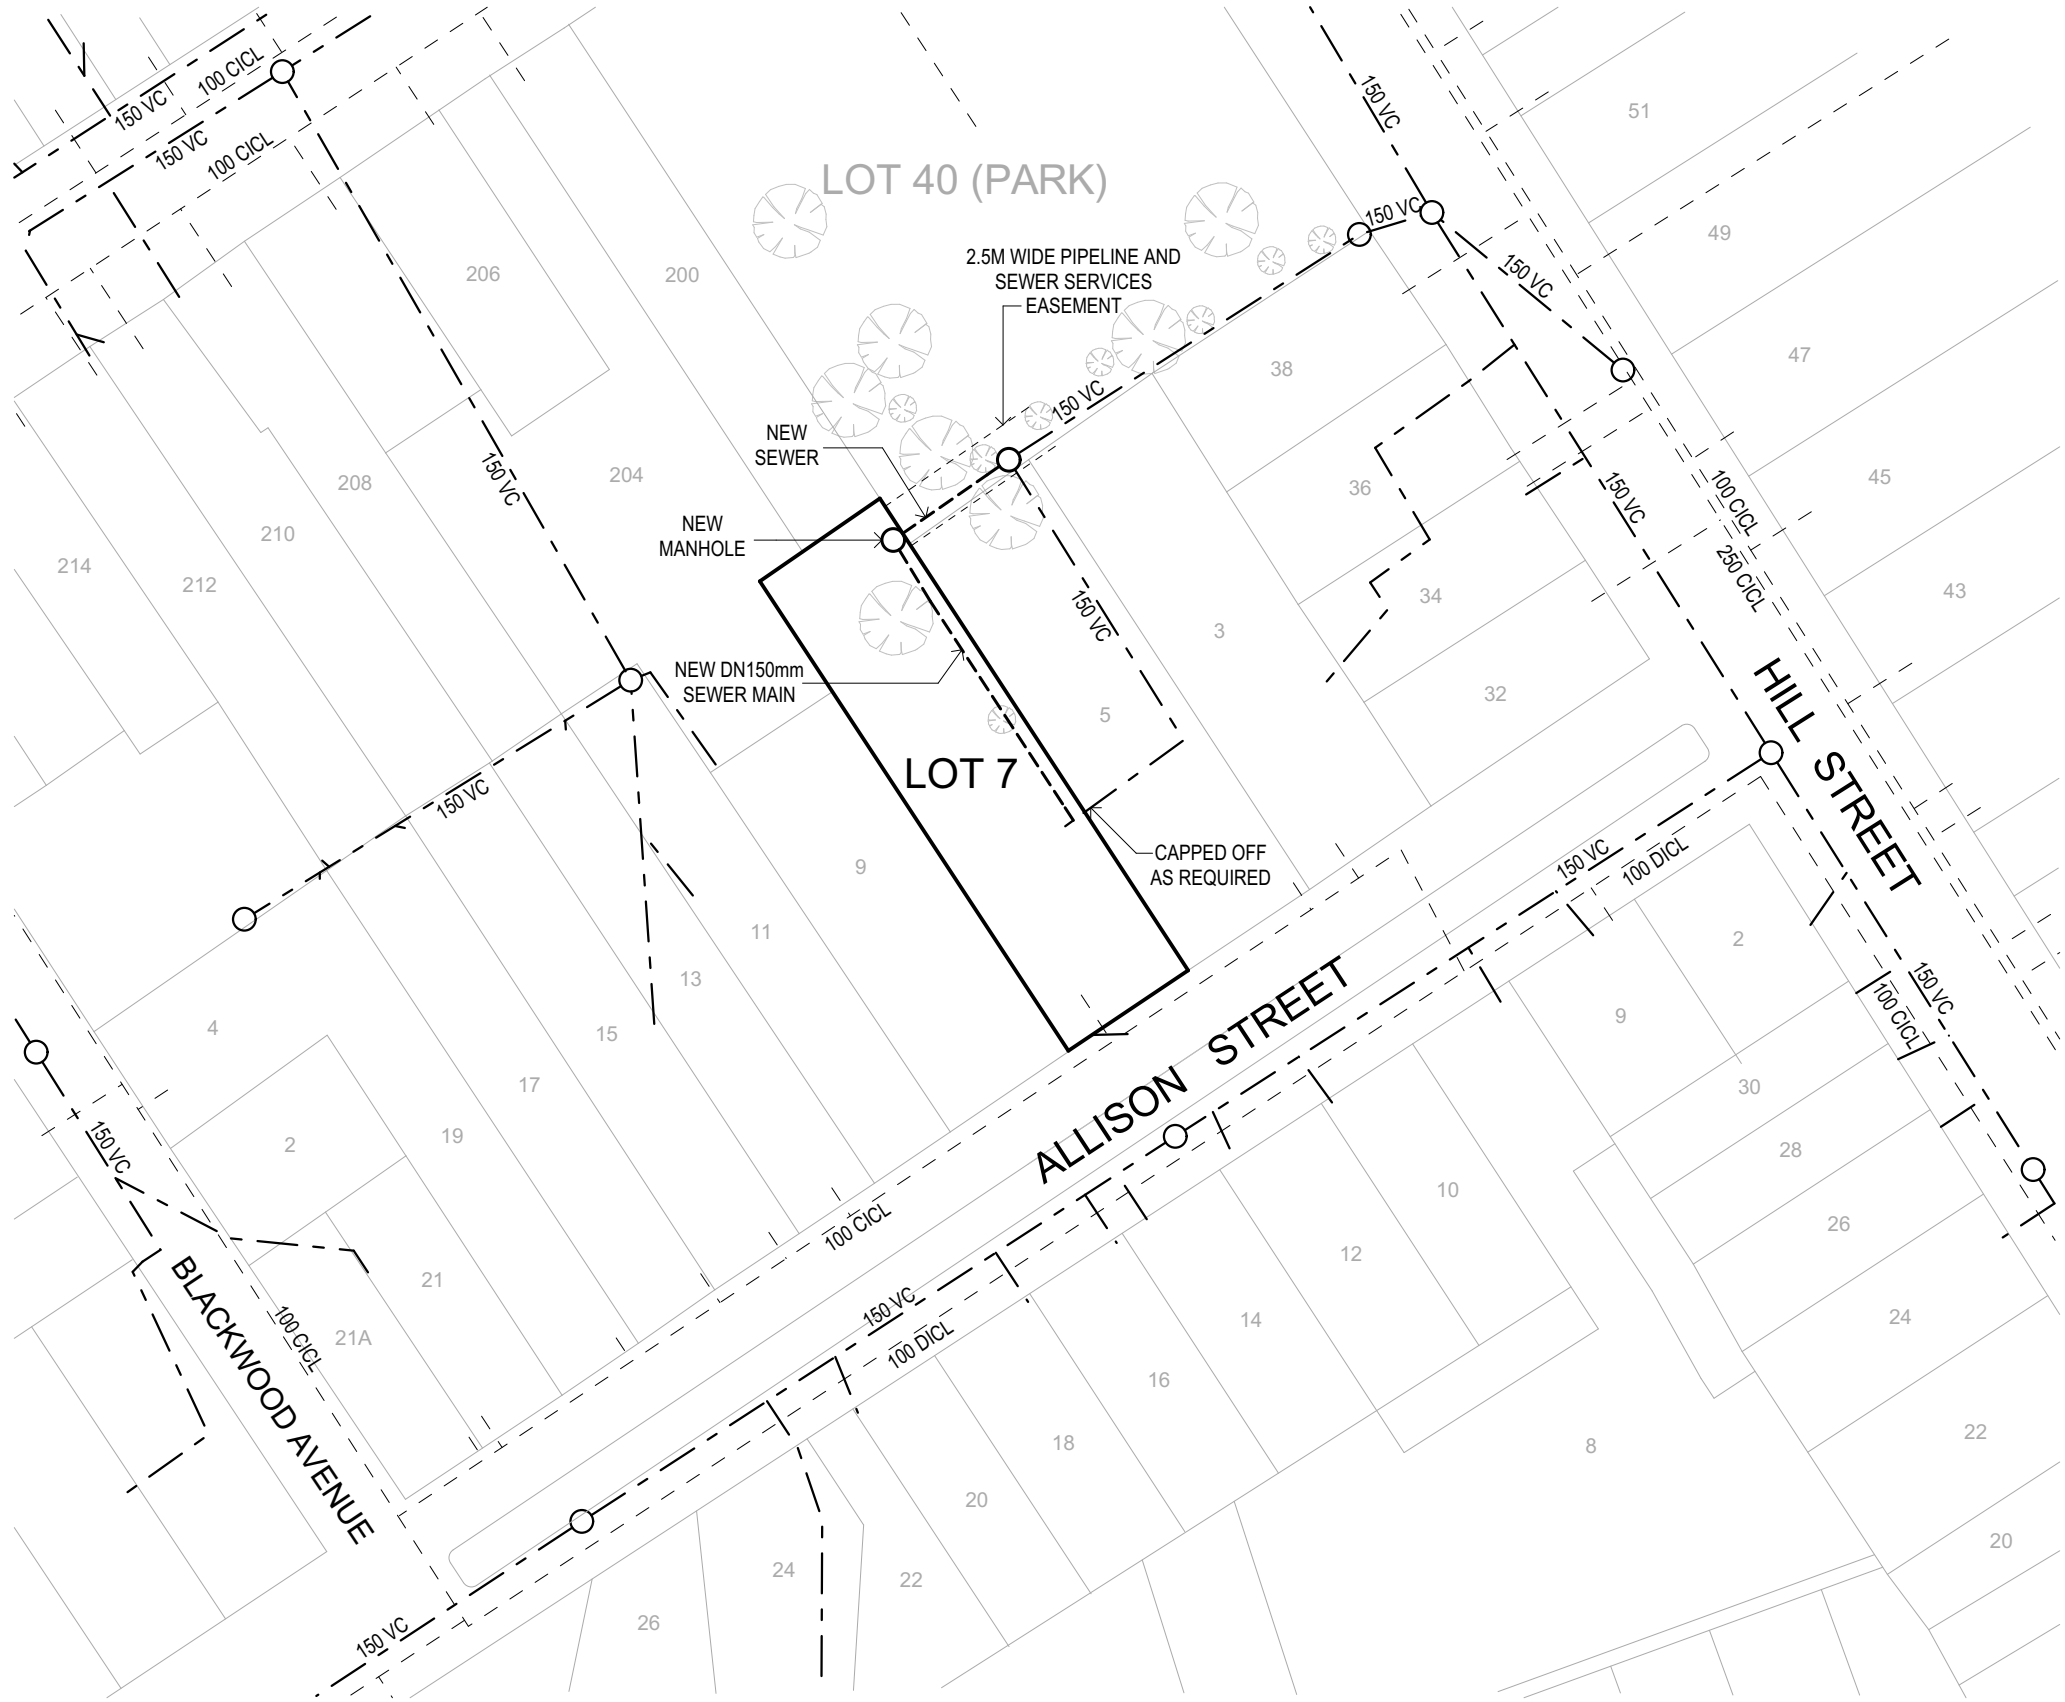 100 CICL
150 VC
150 VC
100 CICL
150 VC
51
LOT 40 (PARK)
150 VC
49
206
200
2.5M WIDE PIPELINE AND
SEWER SERVICES
EASEMENT
150 VC
47
38
150 VC
NEW
SEWER
204
150 VC
208
36
150 VC
100 CICL
45
210
NEW
MANHOLE
214
212
250 CICL
43
34
150 VC
3
NEW DN150mm
SEWER MAIN
32
5
HILL STREET
LOT 7
150 VC
CAPPED OFF
AS REQUIRED
150 VC
100 DICL
9
11
2
13
150 VC
100 CICL
4
15
9
ALLISON STREET
17
30
19
2
150 VC
28
10
26
100 CICL
12
21
14
24
150 VC
100 DICL
BLACKWOOD AVENUE
100 CICL
21A
16
22
18
8
20
20
24
22
26
150 VC